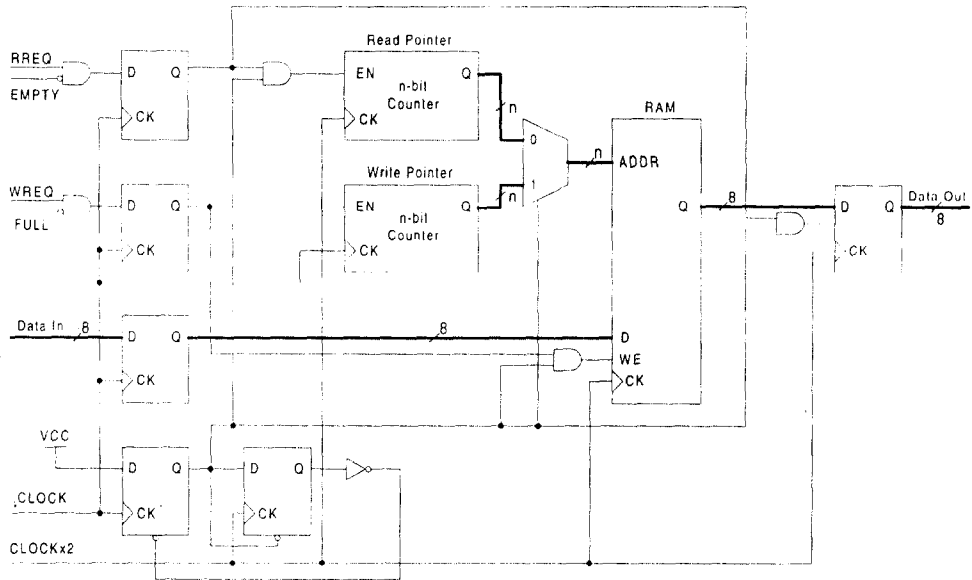 Read Pointer
RREQ
EMPTY
D Q
CK
EN Q
n-bit
Counter
CK
n
RAM
0
1
n
ADDR
Write Pointer
WREQ
FULL
D Q
CK
EN
n-bit
Counter
CK
Q
n
Q
8
D Q
CK
Data Out
8
Data In 8
D Q
CK
8
D
WE
CK
VCC
D Q
CK
D Q
CK
CLOCK
CLOCKx2